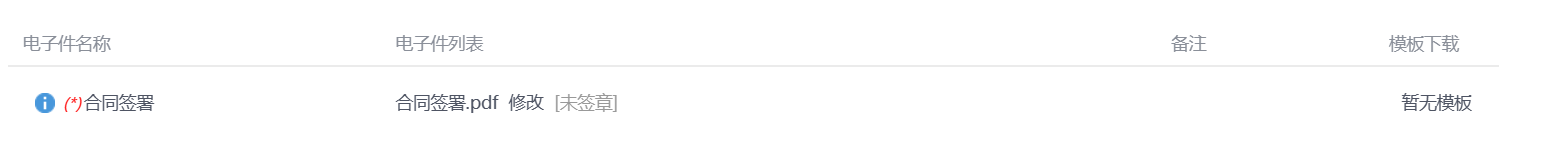 电子件名称 电子件列表 备注 模板下载
(*)合同签署 合同签署.pdf 修改 [未签章] 暂无模板